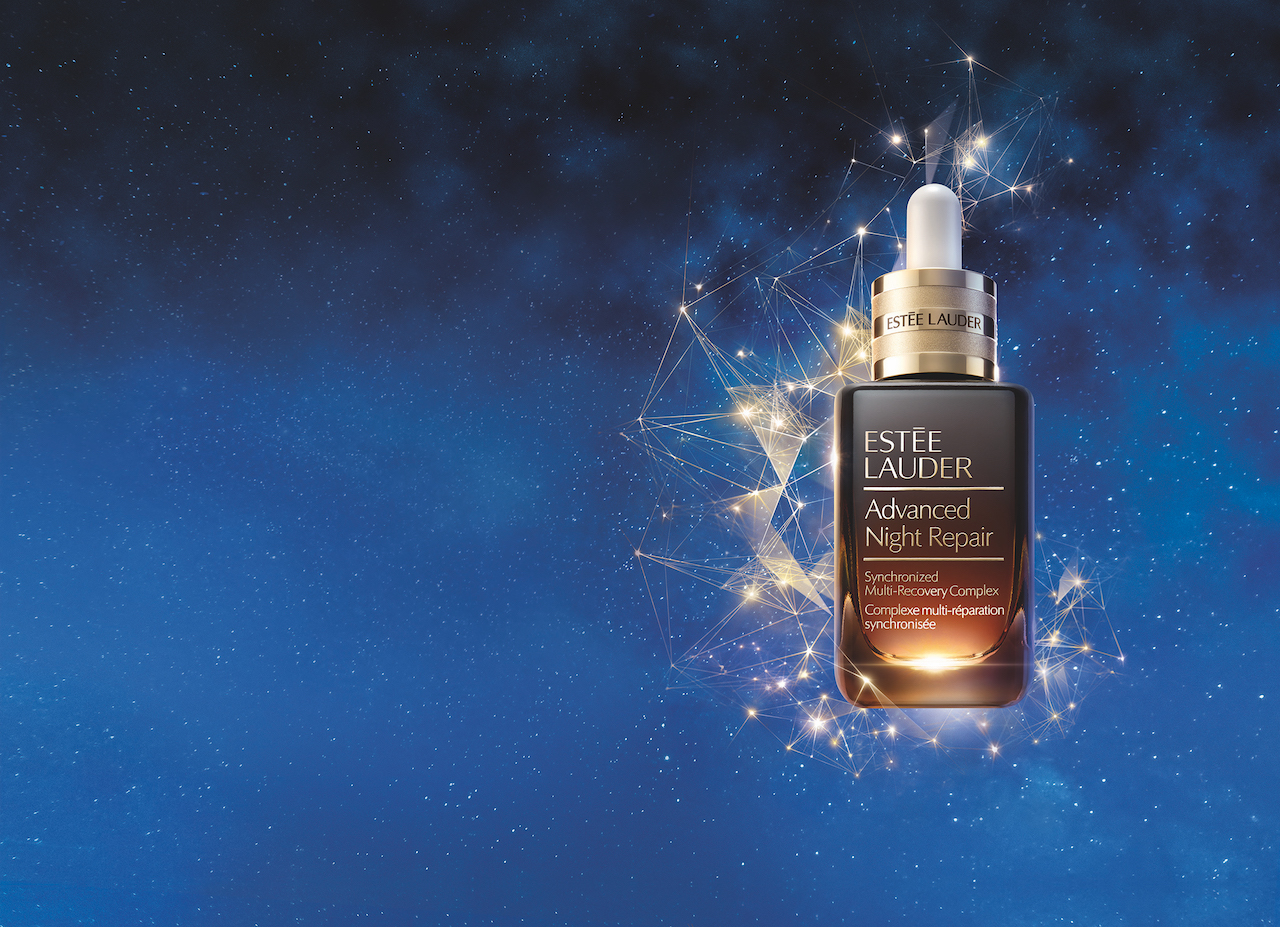 ESTĒE LAUDER
ESTĒE
LAUDER
Advanced
Night Repair
Synchronized
Multi-Recovery Complex
Complexe multi-réparation
synchronisée